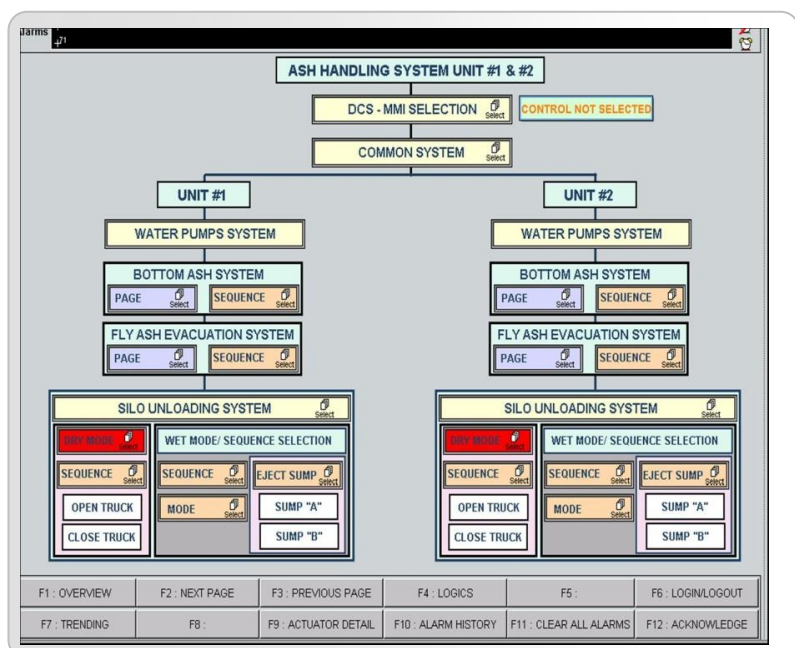 Alarms
71
ASH HANDLING SYSTEM UNIT #1 & #2
DCS - MMI SELECTION Select
CONTROL NOT SELECTED
COMMON SYSTEM Select
UNIT #1
UNIT #2
WATER PUMPS SYSTEM
WATER PUMPS SYSTEM
BOTTOM ASH SYSTEM
BOTTOM ASH SYSTEM
PAGE Select SEQUENCE Select
PAGE Select SEQUENCE Select
FLY ASH EVACUATION SYSTEM
FLY ASH EVACUATION SYSTEM
PAGE Select SEQUENCE Select
PAGE Select SEQUENCE Select
SILO UNLOADING SYSTEM Select
SILO UNLOADING SYSTEM Select
DRY MODE Select WET MODE/ SEQUENCE SELECTION
DRY MODE Select WET MODE/ SEQUENCE SELECTION
SEQUENCE Select SEQUENCE Select EJECT SUMP Select
SEQUENCE Select SEQUENCE Select EJECT SUMP Select
OPEN TRUCK MODE Select SUMP "A"
OPEN TRUCK MODE Select SUMP "A"
CLOSE TRUCK SUMP "B"
CLOSE TRUCK SUMP "B"
F1 : OVERVIEW F2 : NEXT PAGE F3 : PREVIOUS PAGE F4 : LOGICS F5 : F6 : LOGIN/LOGOUT
F7 : TRENDING F8 : F9 : ACTUATOR DETAIL F10 : ALARM HISTORY F11 : CLEAR ALL ALARMS F12 : ACKNOWLEDGE